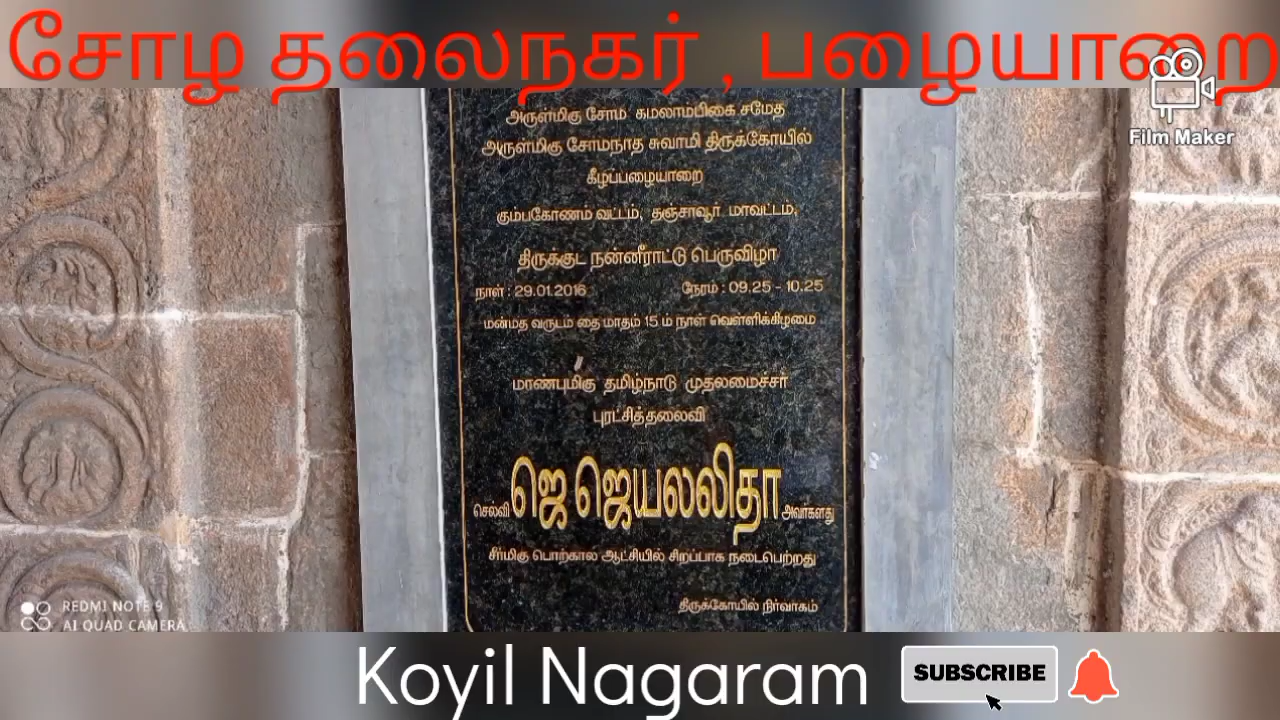 சோழ தலைநகர் , பழையாறை
Film Maker
அருள்மிகு சோம கமலாம்பிகை சமேத
அருள்மிகு சோமநாத சுவாமி திருக்கோயில்
கீழப்பழையாறை
கும்பகோணம் வட்டம், தஞ்சாவூர் மாவட்டம்,
திருக்குட நன்னீராட்டு பெருவிழா
நாள் : 29.01.2016 நேரம் : 09.25 - 10.25
மன்மத வருடம் தை மாதம் 15 ம் நாள் வெள்ளிக்கிழமை
மாண்புமிகு தமிழ்நாடு முதலமைச்சர்
புரட்சித்தலைவி
செல்வி ஜெ ஜெயலலிதா அவர்களது
சீர்மிகு பொற்கால ஆட்சியில் சிறப்பாக நடைபெற்றது
திருக்கோயில் நிர்வாகம்
REDMI NOTE 9
AI QUAD CAMERA
Koyil Nagaram
SUBSCRIBE